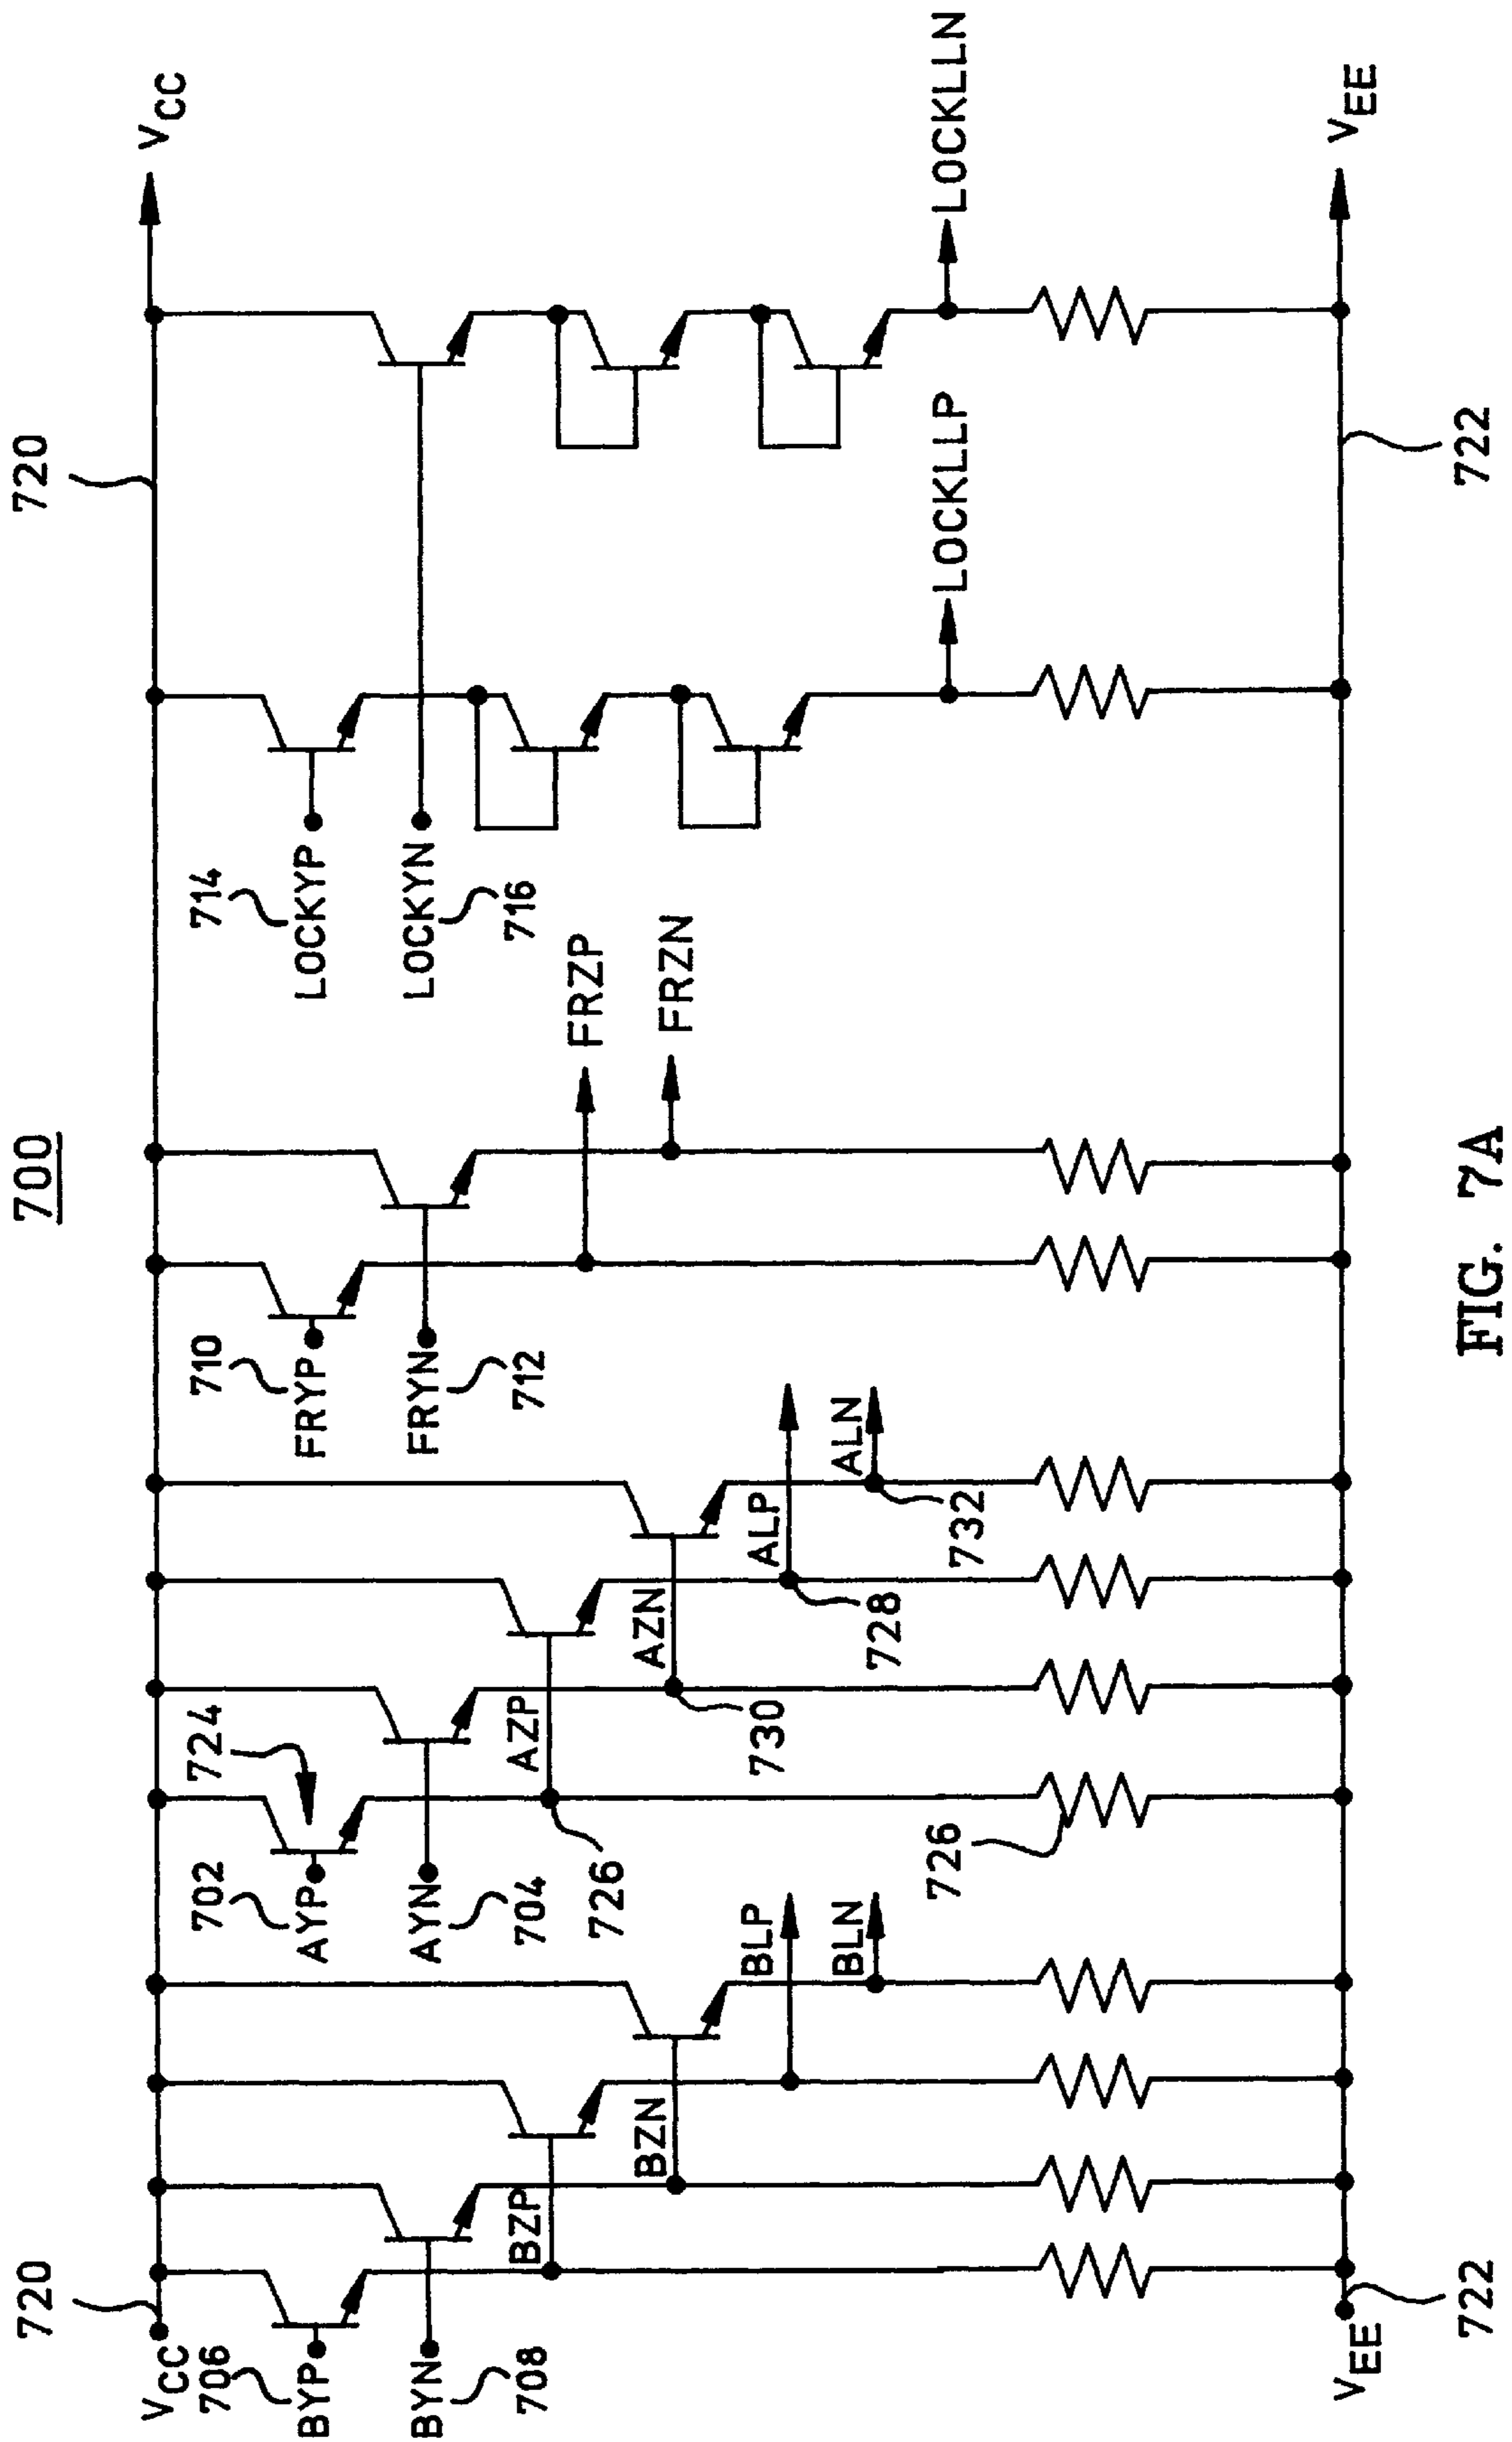 700
720
720
VCC
VCC
706
BYP
BYN
708
BZP
BZN
BLP
BLN
702
AYP
724
AYN
704
AZP
726
AZN
730
ALP
728
ALN
732
726
710
FRYP
FRYN
712
FRZP
FRZN
714
LOCKYP
LOCKYN
716
LOCKLLP
LOCKLLN
VEE
VEE
722
722
FIG. 7A